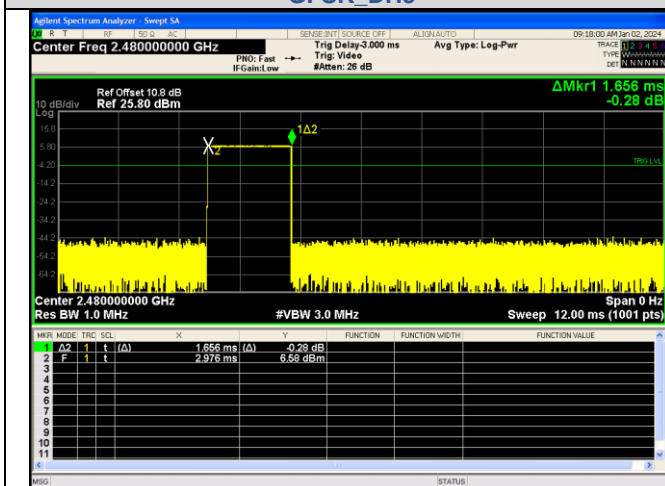 Agilent Spectrum Analyzer - Swept SA
R T RF 50 Ω AC SENSE:INT SOURCE OFF ALIGNAUTO 09:18:00 AM Jan 02, 2024
Center Freq 2.480000000 GHz
PNO: Fast
IFGain:Low
Trig Delay-3.000 ms
Trig: Video
#Atten: 26 dB
Avg Type: Log-Pwr
TRACE 1 2 3 4 5 6
TYPE WWWWWW
DET N N N N N N
ΔMkr1 1.656 ms
-0.28 dB
Ref Offset 10.8 dB
10 dB/div Ref 25.80 dBm
Log
15.8
5.80
-4.20
-14.2
-24.2
-34.2
-44.2
-54.2
-64.2
X2
1Δ2
TRIG LVL
Center 2.480000000 GHz Span 0 Hz
Res BW 1.0 MHz #VBW 3.0 MHz Sweep 12.00 ms (1001 pts)
MKR MODE TRC SCL X Y FUNCTION FUNCTION WIDTH FUNCTION VALUE
1 Δ2 1 t (Δ) 1.656 ms (Δ) -0.28 dB
2 F 1 t 2.976 ms 6.58 dBm
3
4
5
6
7
8
9
10
11
MSG STATUS